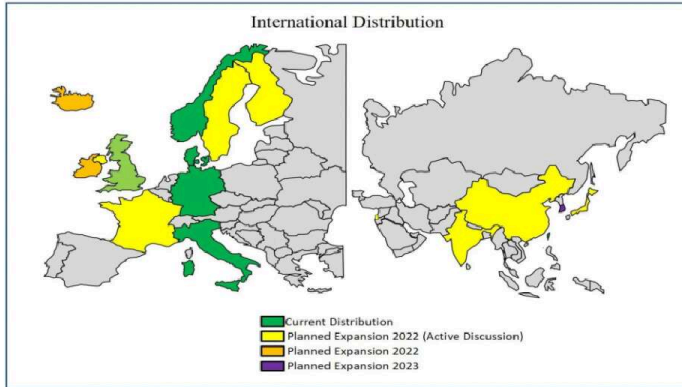 International Distribution
Current Distribution
Planned Expansion 2022 (Active Discussion)
Planned Expansion 2022
Planned Expansion 2023